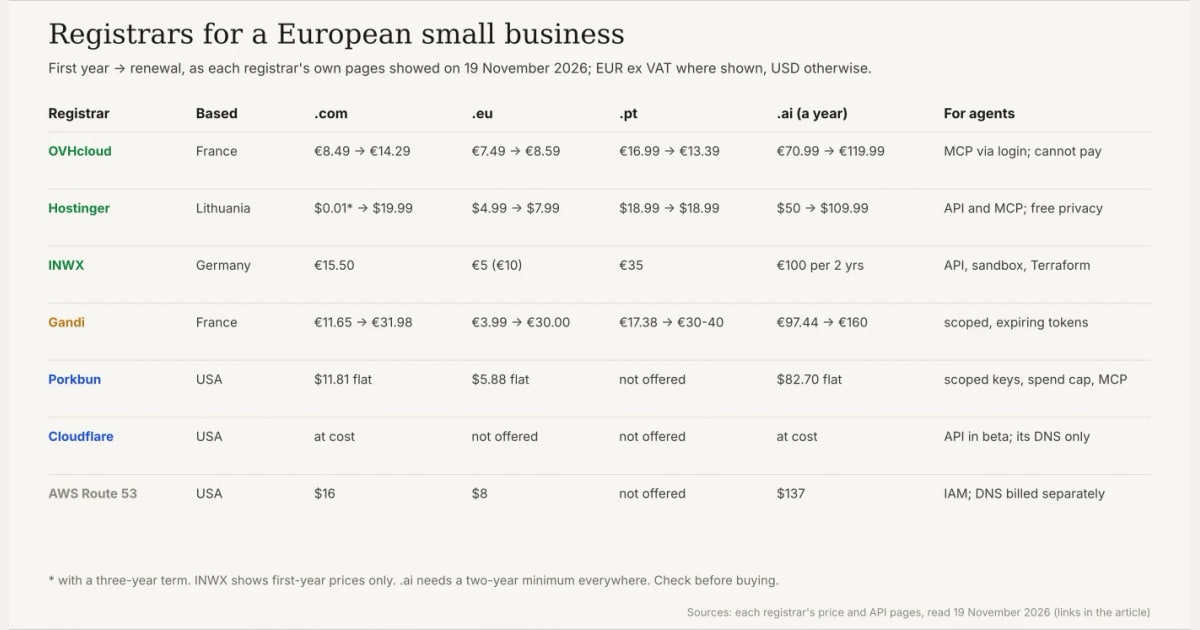 Registrars for a European small business
First year → renewal, as each registrar's own pages showed on 19 November 2026; EUR ex VAT where shown, USD otherwise.
Registrar Based .com .eu .pt .ai (a year) For agents
OVHcloud France €8.49 → €14.29 €7.49 → €8.59 €16.99 → €13.39 €70.99 → €119.99 MCP via login; cannot pay
Hostinger Lithuania $0.01* → $19.99 $4.99 → $7.99 $18.99 → $18.99 $50 → $109.99 API and MCP; free privacy
INWX Germany €15.50 €5 (€10) €35 €100 per 2 yrs API, sandbox, Terraform
Gandi France €11.65 → €31.98 €3.99 → €30.00 €17.38 → €30-40 €97.44 → €160 scoped, expiring tokens
Porkbun USA $11.81 flat $5.88 flat not offered $82.70 flat scoped keys, spend cap, MCP
Cloudflare USA at cost not offered not offered at cost API in beta; its DNS only
AWS Route 53 USA $16 $8 not offered $137 IAM; DNS billed separately
* with a three-year term. INWX shows first-year prices only. .ai needs a two-year minimum everywhere. Check before buying.
Sources: each registrar's price and API pages, read 19 November 2026 (links in the article)